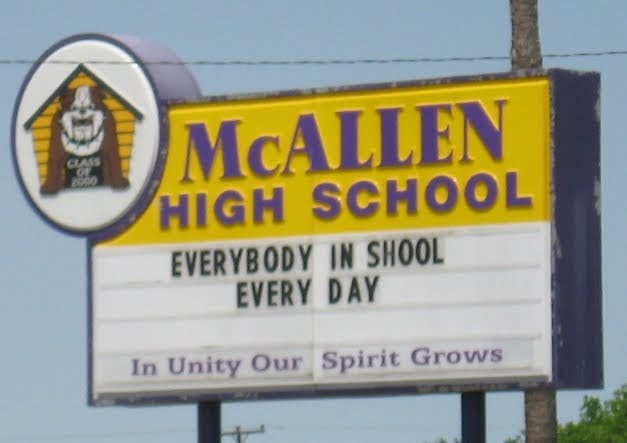 CLASS
OF
2000
McALLEN
HIGH SCHOOL
EVERYBODY IN SHOOL
EVERY DAY
In Unity Our Spirit Grows